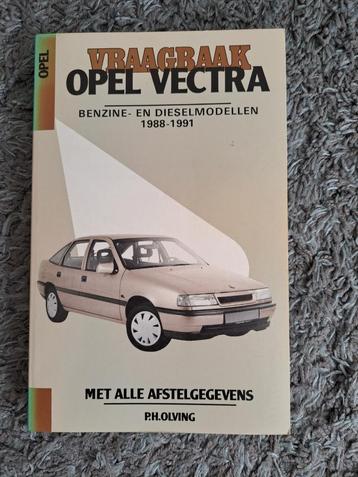 OPEL
VRAAGBAAK
OPEL VECTRA
BENZINE- EN DIESELMODELLEN
1988-1991
MET ALLE AFSTELGEGEVENS
P.H.OLVING